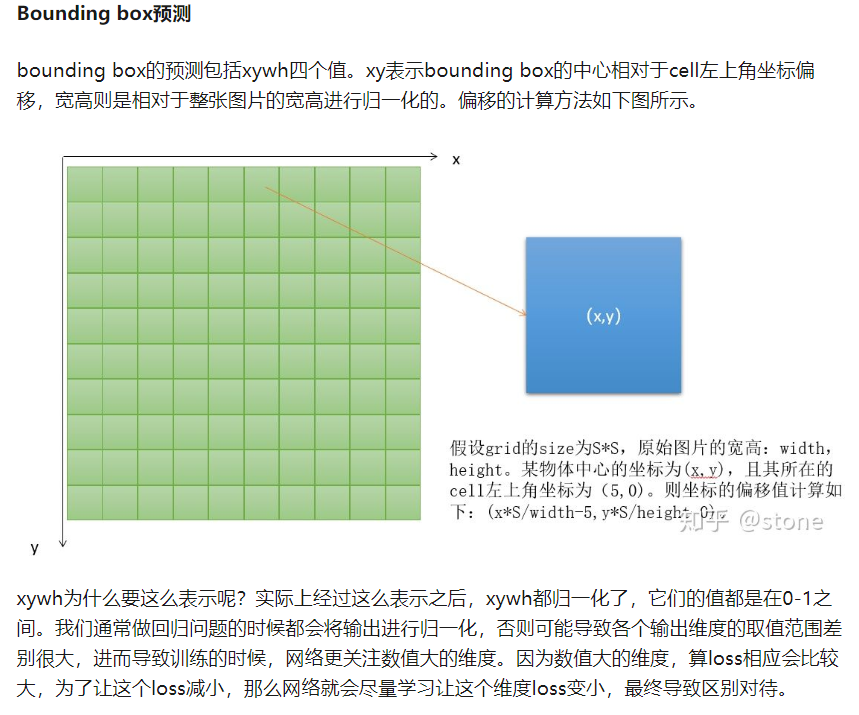 Bounding box预测
bounding box的预测包括xywh四个值。xy表示bounding box的中心相对于cell左上角坐标偏
移，宽高则是相对于整张图片的宽高进行归一化的。偏移的计算方法如下图所示。
x
(x,y)
假设grid的size为S*S，原始图片的宽高：width，
height。某物体中心的坐标为(x,y)，且其所在的
cell左上角坐标为（5,0）。则坐标的偏移值计算如
下：(x*S/width-5,y*S/height-0)。
知乎 @stone
y
xywh为什么要这么表示呢？实际上经过这么表示之后，xywh都归一化了，它们的值都是在0-1之
间。我们通常做回归问题的时候都会将输出进行归一化，否则可能导致各个输出维度的取值范围差
别很大，进而导致训练的时候，网络更关注数值大的维度。因为数值大的维度，算loss相应会比较
大，为了让这个loss减小，那么网络就会尽量学习让这个维度loss变小，最终导致区别对待。